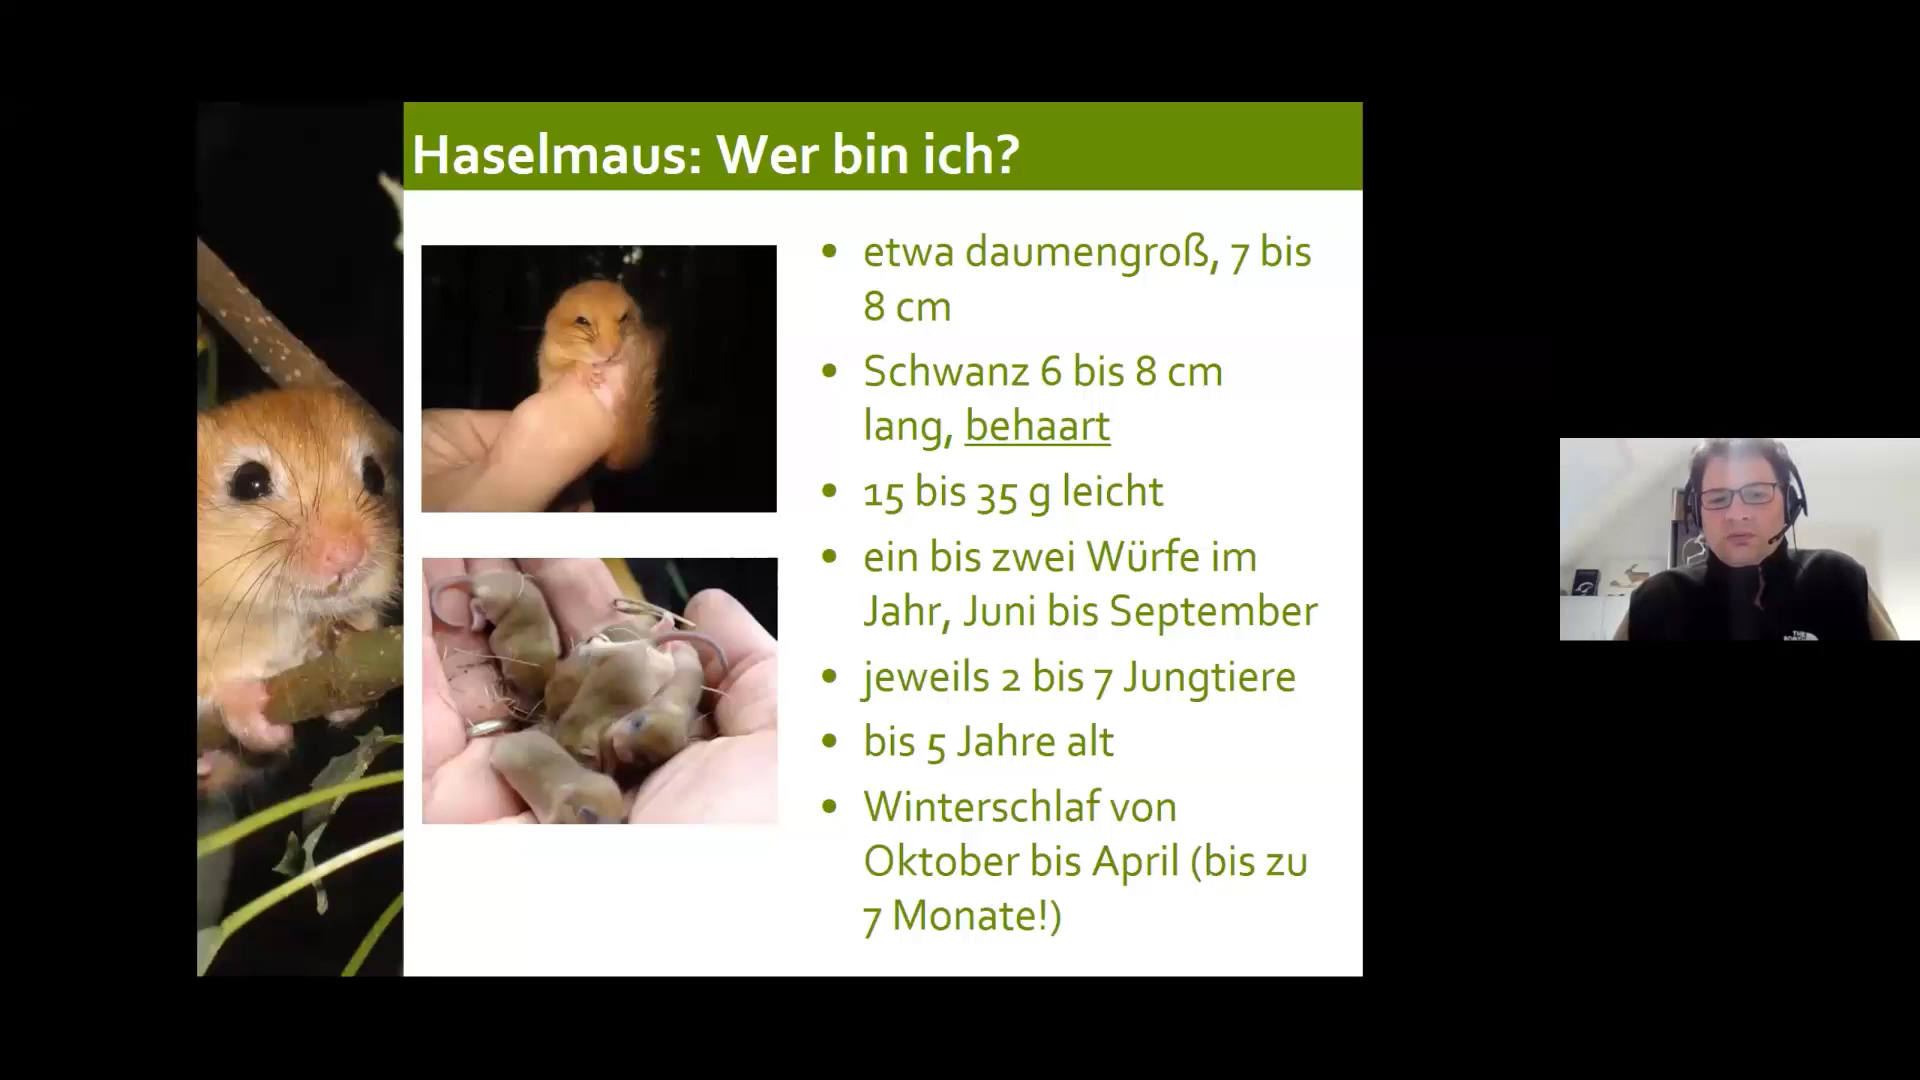 Haselmaus: Wer bin ich?
• etwa daumengroß, 7 bis
8 cm
• Schwanz 6 bis 8 cm
lang, behaart
• 15 bis 35 g leicht
• ein bis zwei Würfe im
Jahr, Juni bis September
• jeweils 2 bis 7 Jungtiere
• bis 5 Jahre alt
• Winterschlaf von
Oktober bis April (bis zu
7 Monate!)
THE